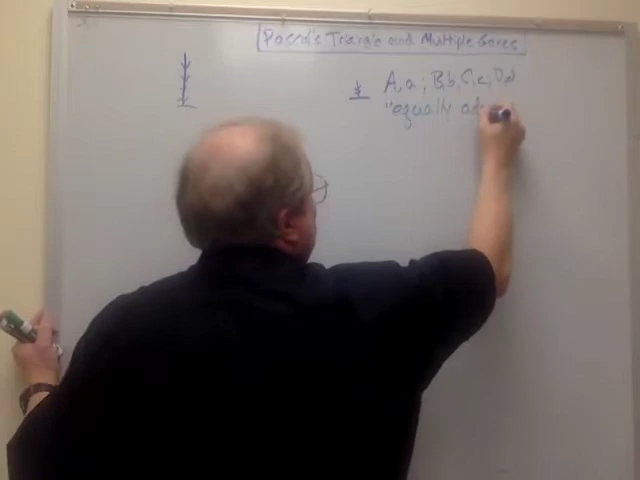 Pascal's Triangle and Multiple Genes
A, a ; B, b, C, c, D, d
"equally ad